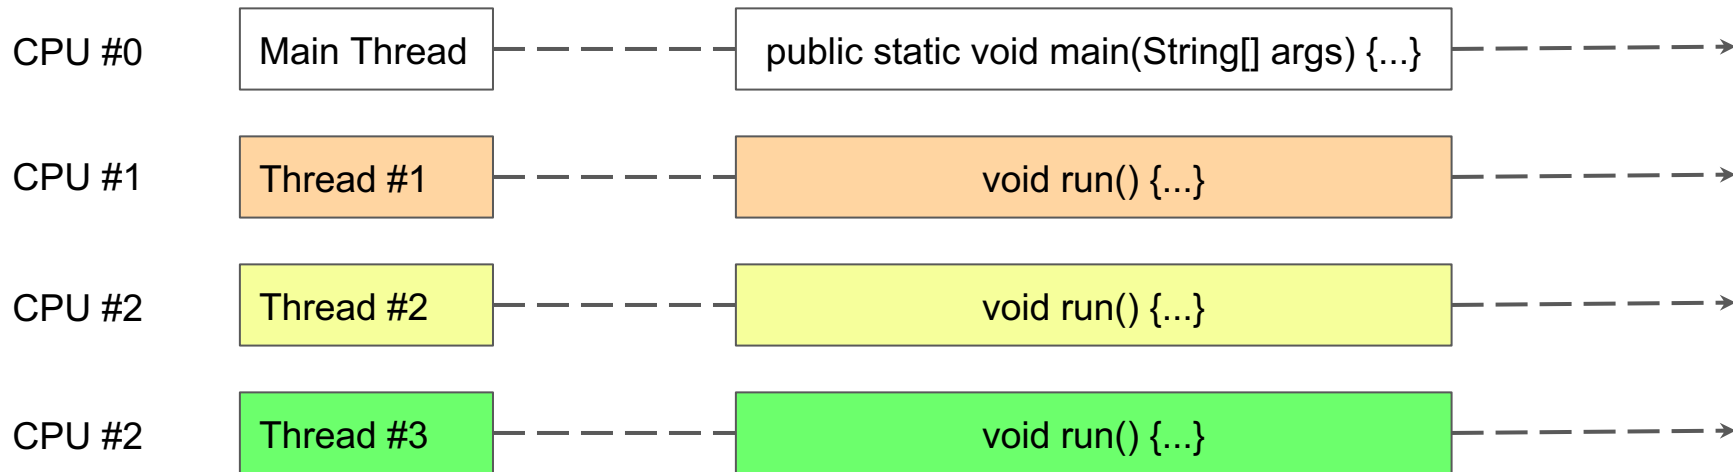 CPU #0 Main Thread public static void main(String[] args) {...}
CPU #1 Thread #1 void run() {...}
CPU #2 Thread #2 void run() {...}
CPU #2 Thread #3 void run() {...}